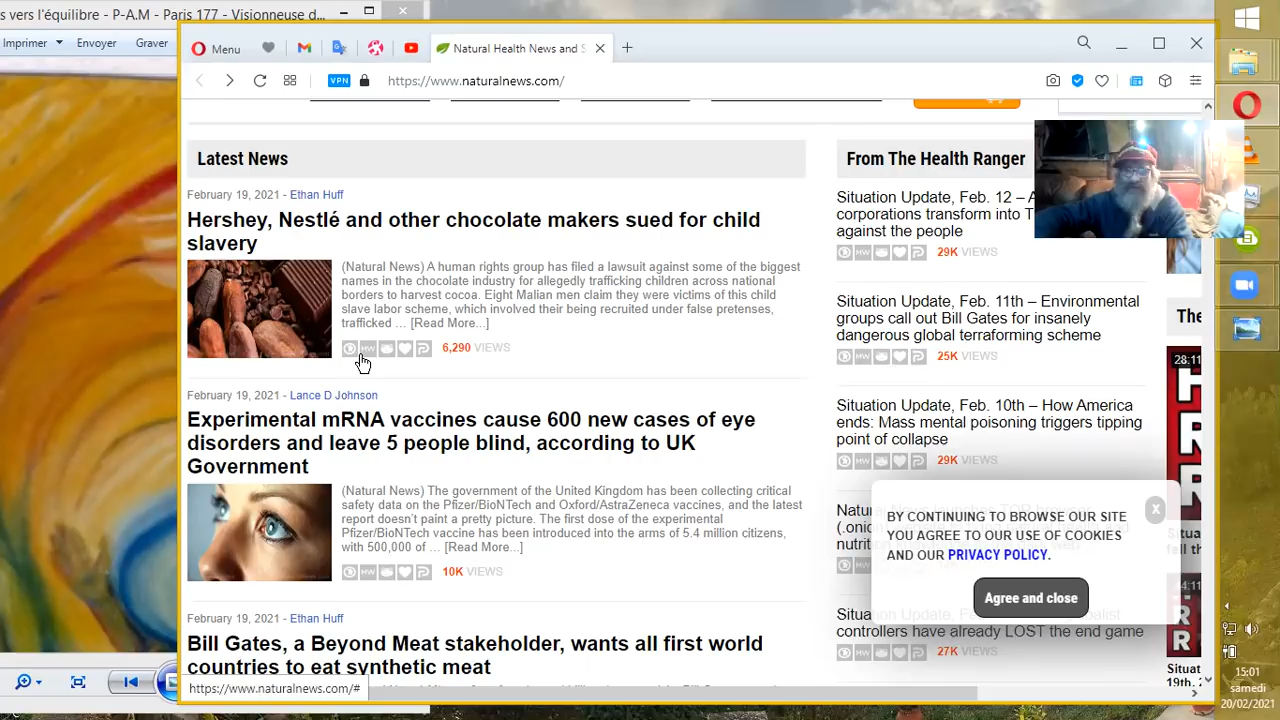 s vers l'équilibre - P-A-M - Paris 177 - Visionneuse d...
Imprimer Envoyer Graver
Menu
Natural Health News and S
VPN https://www.naturalnews.com/
Latest News
February 19, 2021 - Ethan Huff
Hershey, Nestlé and other chocolate makers sued for child
slavery
(Natural News) A human rights group has filed a lawsuit against some of the biggest
names in the chocolate industry for allegedly trafficking children across national
borders to harvest cocoa. Eight Malian men claim they were victims of this child
slave labor scheme, which involved their being recruited under false pretenses,
trafficked ... [Read More...]
6,290 VIEWS
February 19, 2021 - Lance D Johnson
Experimental mRNA vaccines cause 600 new cases of eye
disorders and leave 5 people blind, according to UK
Government
(Natural News) The government of the United Kingdom has been collecting critical
safety data on the Pfizer/BioNTech and Oxford/AstraZeneca vaccines, and the latest
report doesn't paint a pretty picture. The first dose of the experimental
Pfizer/BioNTech vaccine has been introduced into the arms of 5.4 million citizens,
with 500,000 of ... [Read More...]
10K VIEWS
February 19, 2021 - Ethan Huff
Bill Gates, a Beyond Meat stakeholder, wants all first world
countries to eat synthetic meat
https://www.naturalnews.com/#
From The Health Ranger
Situation Update, Feb. 12 – A
corporations transform into T
against the people
29K VIEWS
Situation Update, Feb. 11th – Environmental
groups call out Bill Gates for insanely
dangerous global terraforming scheme
25K VIEWS
Situation Update, Feb. 10th – How America
ends: Mass mental poisoning triggers tipping
point of collapse
29K VIEWS
Natur
(.onio
nutrit
BY CONTINUING TO BROWSE OUR SITE
YOU AGREE TO OUR USE OF COOKIES
AND OUR PRIVACY POLICY.
X
Agree and close
Situation Update, Fe
controllers have already LOST the end game
27K VIEWS
The
28:11
Situat
19th,
15:01
samedi
20/02/2021